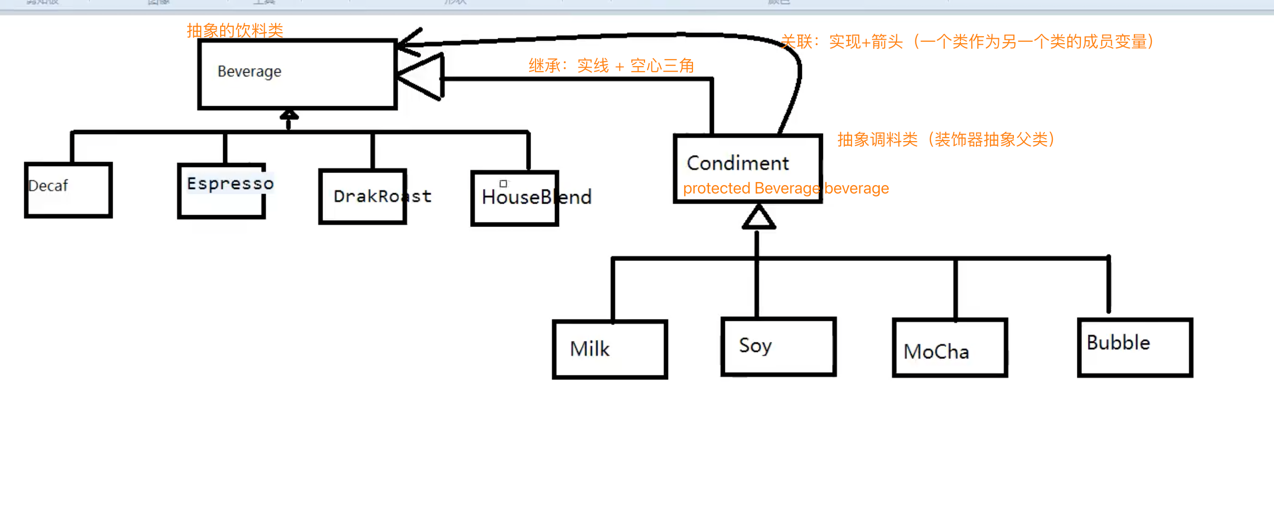 抽象的饮料类
关联：实现+箭头（一个类作为另一个类的成员变量）
Beverage
继承：实线 + 空心三角
抽象调料类（装饰器抽象父类）
Condiment
protected Beverage beverage
Decaf
Espresso
DrakRoast
HouseBlend
Milk
Soy
MoCha
Bubble